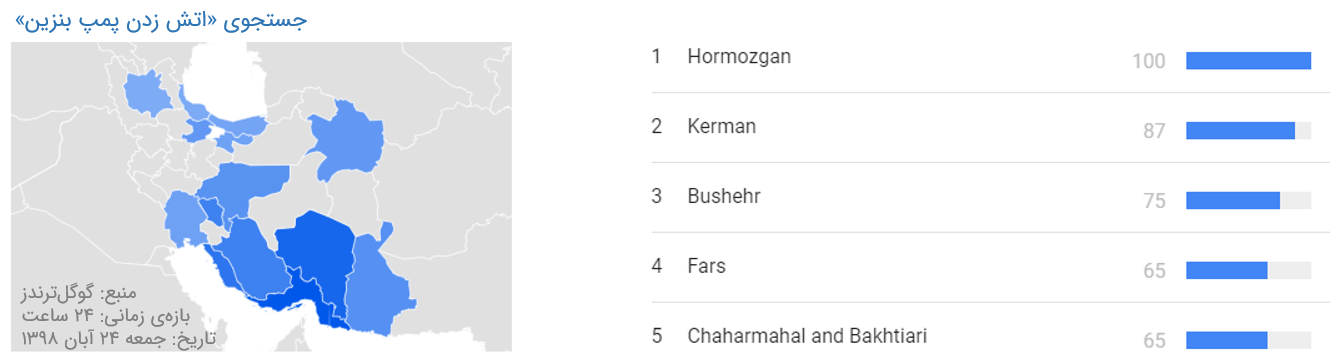 جستجوی «اتش زدن پمپ بنزین»
منبع: گوگل‌ترندز
بازه‌ی زمانی: ۲۴ ساعت
تاریخ: جمعه ۲۴ آبان ۱۳۹۸
1 Hormozgan 100
2 Kerman 87
3 Bushehr 75
4 Fars 65
5 Chaharmahal and Bakhtiari 65